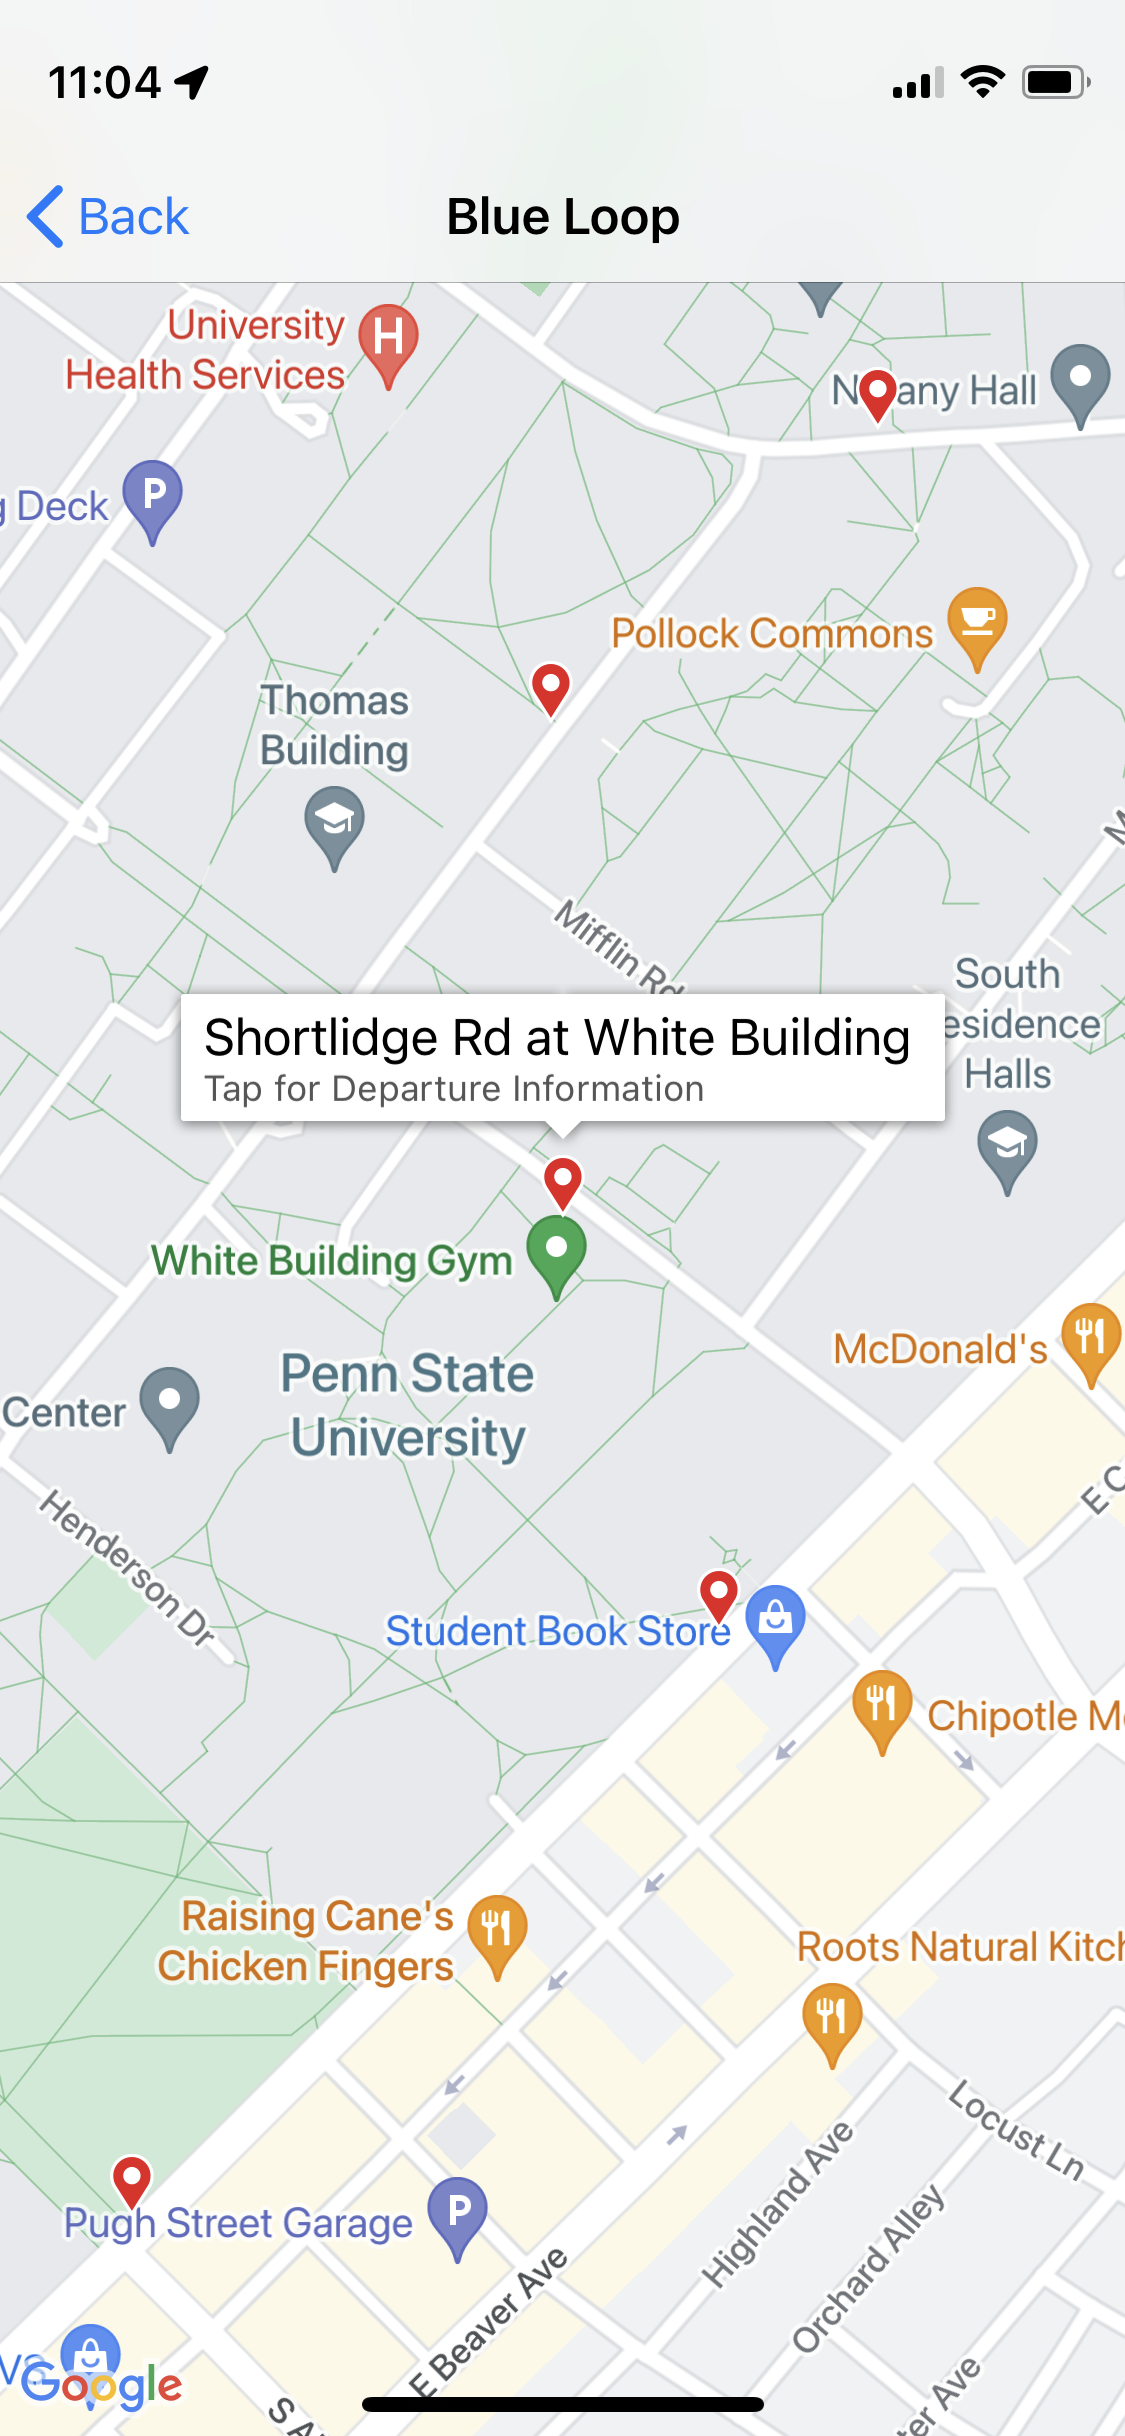 11:04
Back
Blue Loop
University
Health Services
Hall
Deck
Pollock Commons
Thomas
Building
Mifflin Rd
South
esidence
Halls
Shortlidge Rd at White Building
Tap for Departure Information
White Building Gym
McDonald's
Penn State
University
Center
E C
Henderson Dr
Student Book Store
Chipotle M
Raising Cane's
Chicken Fingers
Roots Natural Kitch
Locust Ln
Highland Ave
Pugh Street Garage
Orchard Alley
E Beaver Ave
Google
S A
ter Ave